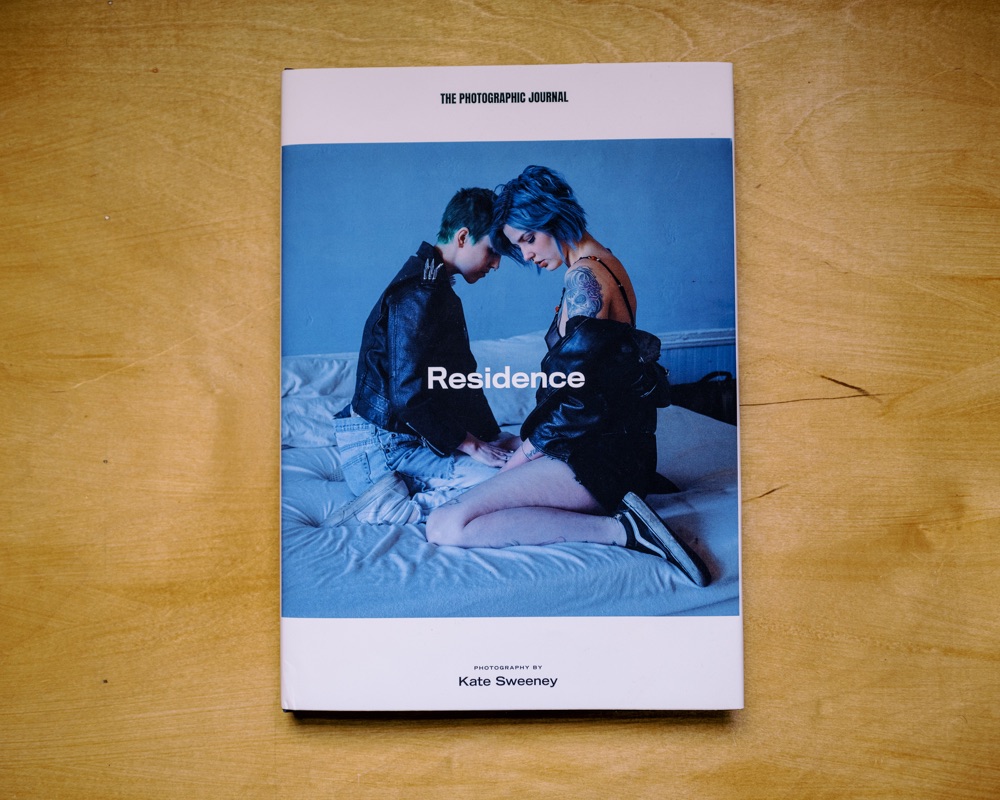 THE PHOTOGRAPHIC JOURNAL
Residence
PHOTOGRAPHY BY
Kate Sweeney